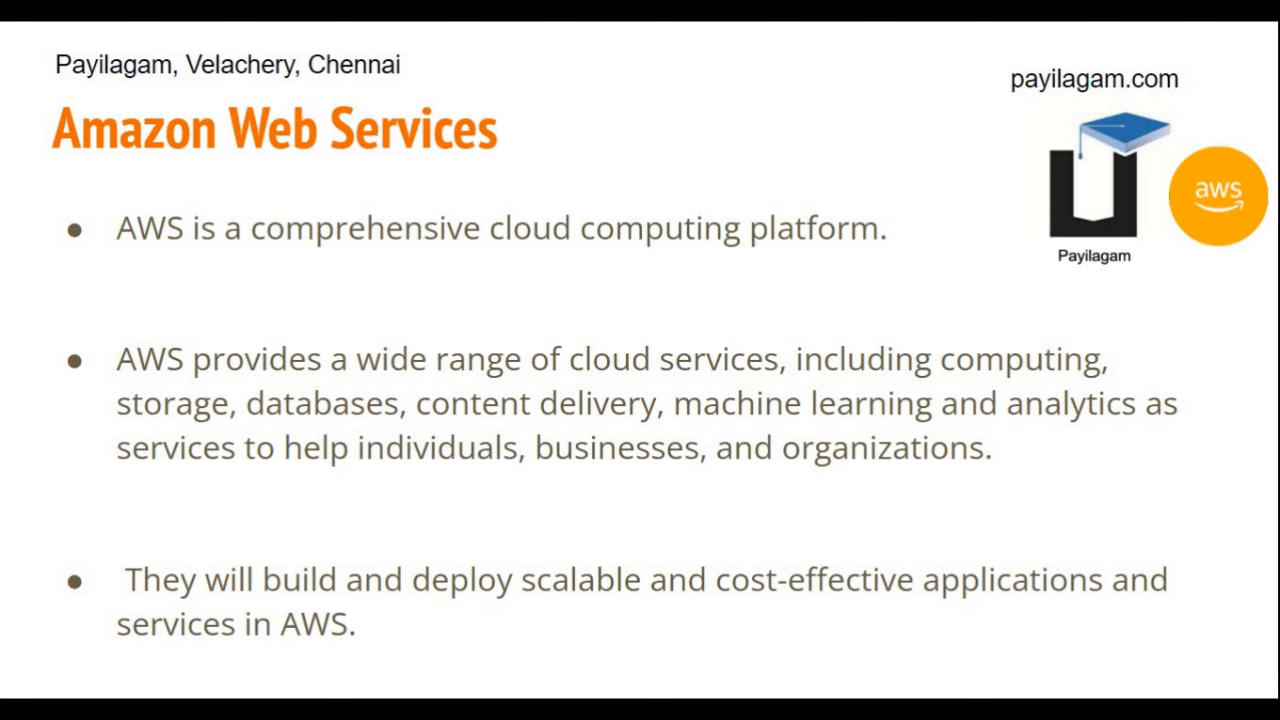 Payilagam, Velachery, Chennai
payilagam.com
Amazon Web Services
aws
Payilagam
● AWS is a comprehensive cloud computing platform.
● AWS provides a wide range of cloud services, including computing,
storage, databases, content delivery, machine learning and analytics as
services to help individuals, businesses, and organizations.
● They will build and deploy scalable and cost-effective applications and
services in AWS.